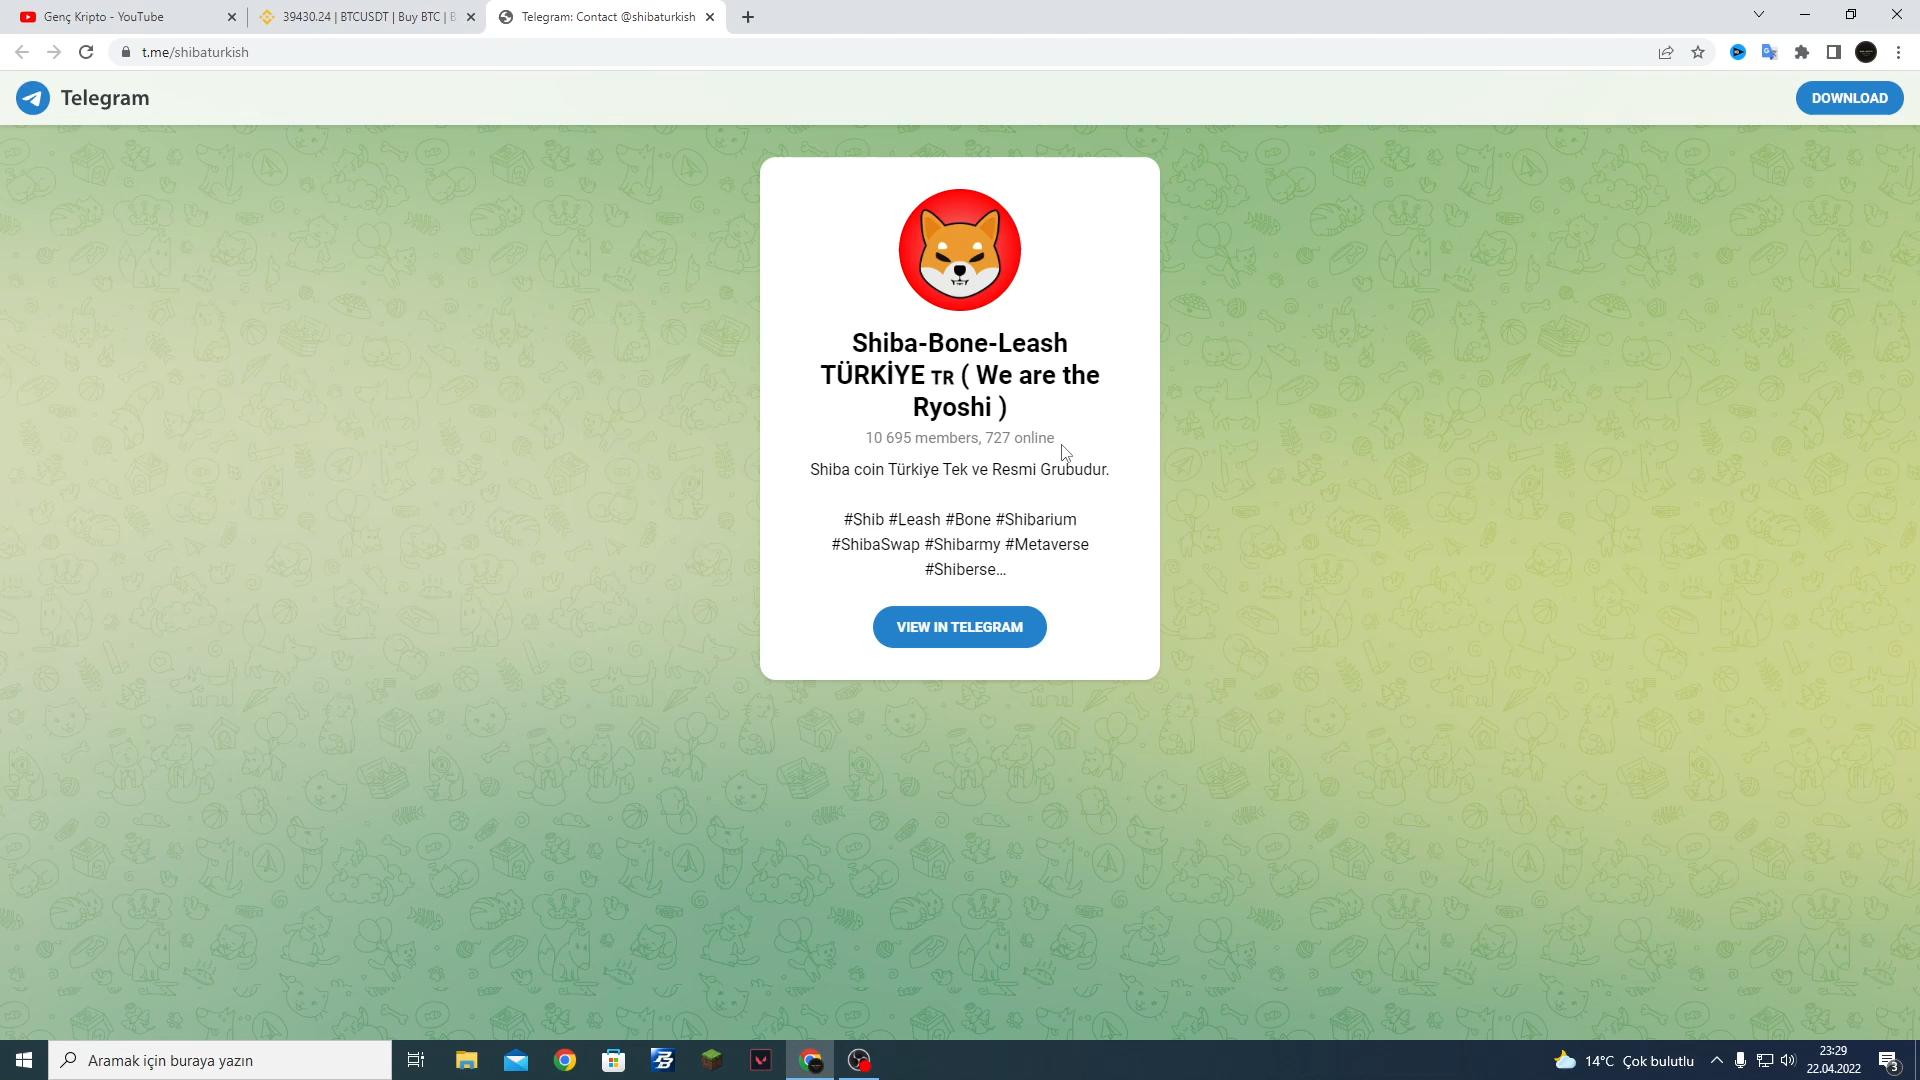 Genç Kripto - YouTube
39430.24 | BTCUSDT | Buy BTC | B
Telegram: Contact @shibaturkish
t.me/shibaturkish
Telegram
DOWNLOAD
Shiba-Bone-Leash
TÜRKİYE TR ( We are the
Ryoshi )
10 695 members, 727 online
Shiba coin Türkiye Tek ve Resmi Grubudur.
#Shib #Leash #Bone #Shibarium
#ShibaSwap #Shibarmy #Metaverse
#Shiberse...
VIEW IN TELEGRAM
Aramak için buraya yazın
14°C Çok bulutlu
23:29
22.04.2022
3